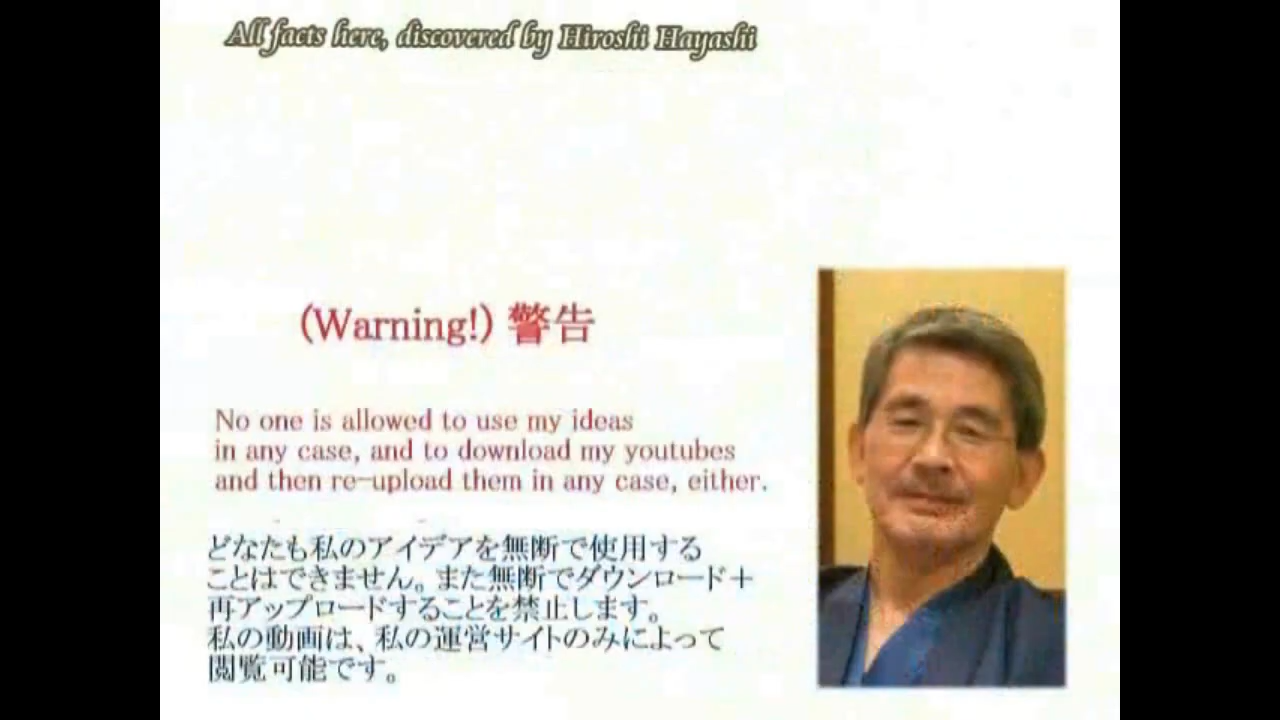 All facts here, discovered by Hiroshi Hayashi
(Warning!) 警告
No one is allowed to use my ideas
in any case, and to download my youtubes
and then re-upload them in any case, either.
どなたも私のアイデアを無断で使用する
ことはできません。また無断でダウンロード＋
再アップロードすることを禁止します。
私の動画は、私の運営サイトのみによって
閲覧可能です。